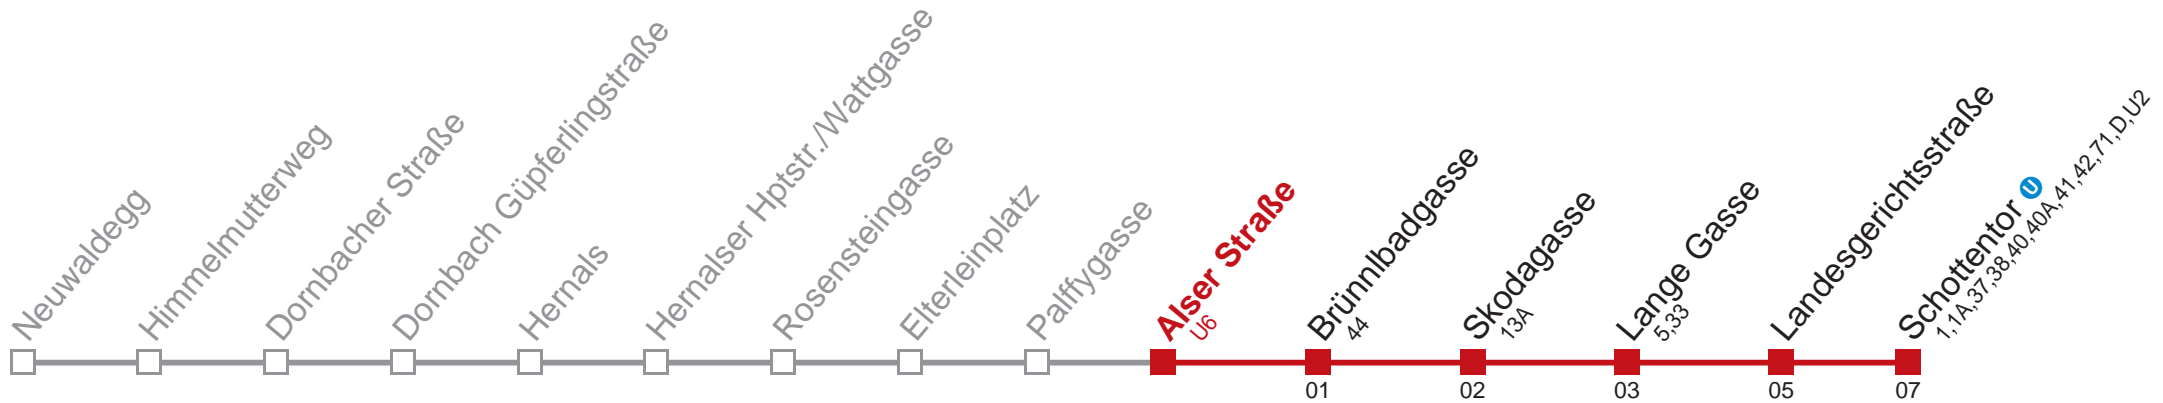 Neuwaldegg
Himmelmutterweg
Dornbacher Straße
Dornbach Güpferlingstraße
Hernals
Hernalser Hptstr./Wattgasse
Rosensteingasse
Elterleinplatz
Palffygasse
Alser Straße
U6
Brünnlbadgasse
44
Skodagasse
13A
Lange Gasse
5,33
Landesgerichtsstraße
Schottentor U
1,1A,37,38,40,40A,41,42,71,D,U2
01
02
03
05
07